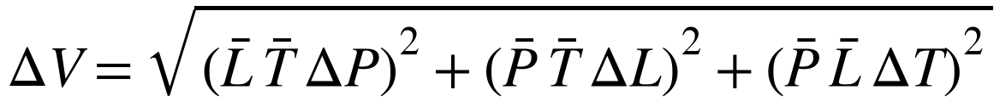 ΔV = √((L̄ T̄ ΔP)² + (P̄ T̄ ΔL)² + (P̄ L̄ ΔT)²)